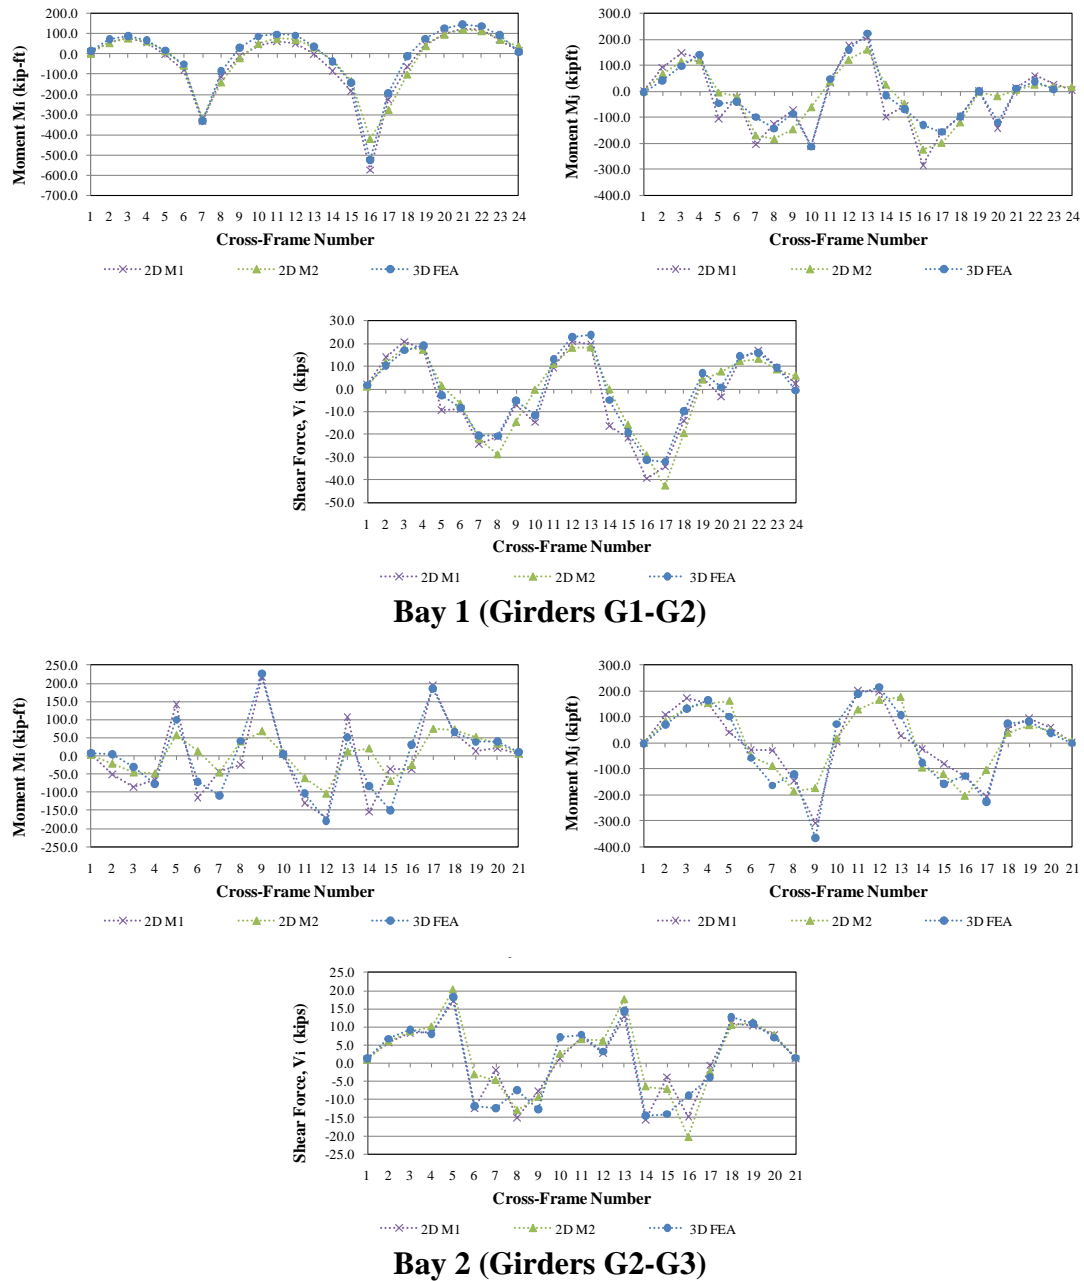 200.0
100.0
0.0
-100.0
-200.0
-300.0
-400.0
-500.0
-600.0
-700.0
Moment Mi (kip-ft)
1 2 3 4 5 6 7 8 9 10 11 12 13 14 15 16 17 18 19 20 21 22 23 24
Cross-Frame Number
2D M1 2D M2 3D FEA
300.0
200.0
100.0
0.0
-100.0
-200.0
-300.0
-400.0
Moment Mj (kipft)
1 2 3 4 5 6 7 8 9 10 11 12 13 14 15 16 17 18 19 20 21 22 23 24
Cross-Frame Number
2D M1 2D M2 3D FEA
30.0
20.0
10.0
0.0
-10.0
-20.0
-30.0
-40.0
-50.0
Shear Force, Vi (kips)
1 2 3 4 5 6 7 8 9 10 11 12 13 14 15 16 17 18 19 20 21 22 23 24
Cross-Frame Number
2D M1 2D M2 3D FEA
Bay 1 (Girders G1-G2)
250.0
200.0
150.0
100.0
50.0
0.0
-50.0
-100.0
-150.0
-200.0
-250.0
Moment Mi (kip-ft)
1 2 3 4 5 6 7 8 9 10 11 12 13 14 15 16 17 18 19 20 21
Cross-Frame Number
2D M1 2D M2 3D FEA
300.0
200.0
100.0
0.0
-100.0
-200.0
-300.0
-400.0
Moment Mj (kipft)
1 2 3 4 5 6 7 8 9 10 11 12 13 14 15 16 17 18 19 20 21
Cross-Frame Number
2D M1 2D M2 3D FEA
25.0
20.0
15.0
10.0
5.0
0.0
-5.0
-10.0
-15.0
-20.0
-25.0
Shear Force, Vi (kips)
1 2 3 4 5 6 7 8 9 10 11 12 13 14 15 16 17 18 19 20 21
Cross-Frame Number
2D M1 2D M2 3D FEA
Bay 2 (Girders G2-G3)